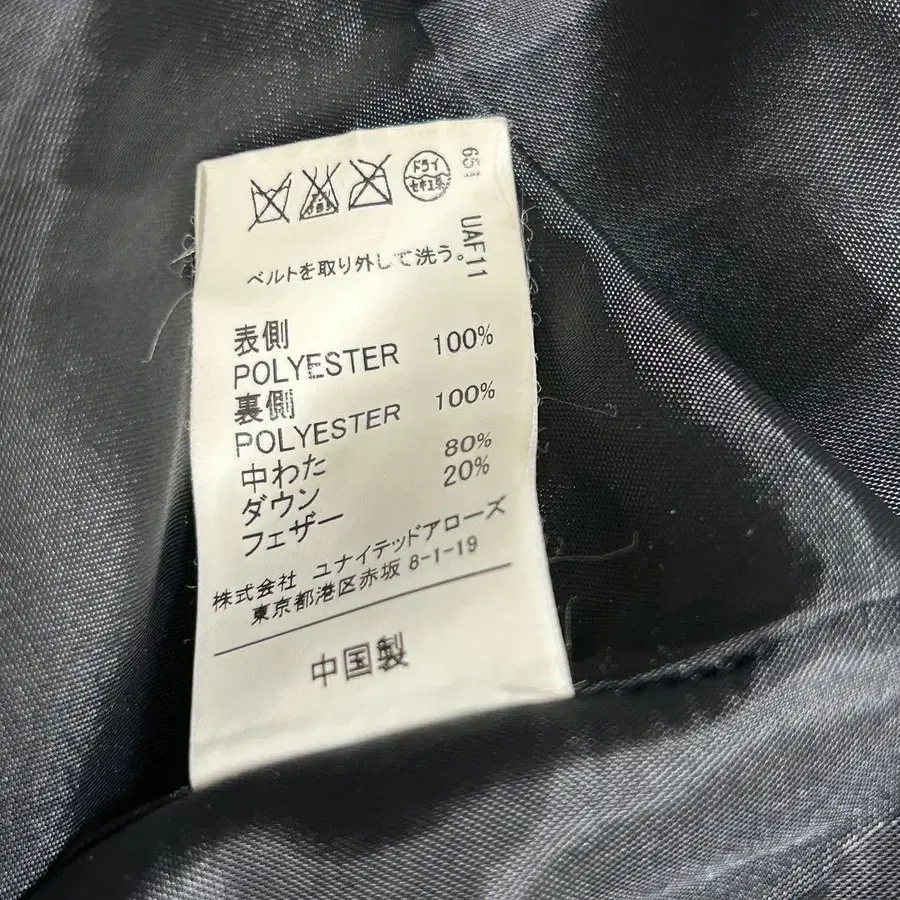 ドライ
セキユ系
UAF11
ベルトを取り外して洗う。
表側
POLYESTER 100%
裏側
POLYESTER 100%
中わた
ダウン 80%
フェザー 20%
株式会社 ユナイテッドアローズ
東京都港区赤坂 8-1-19
中国製